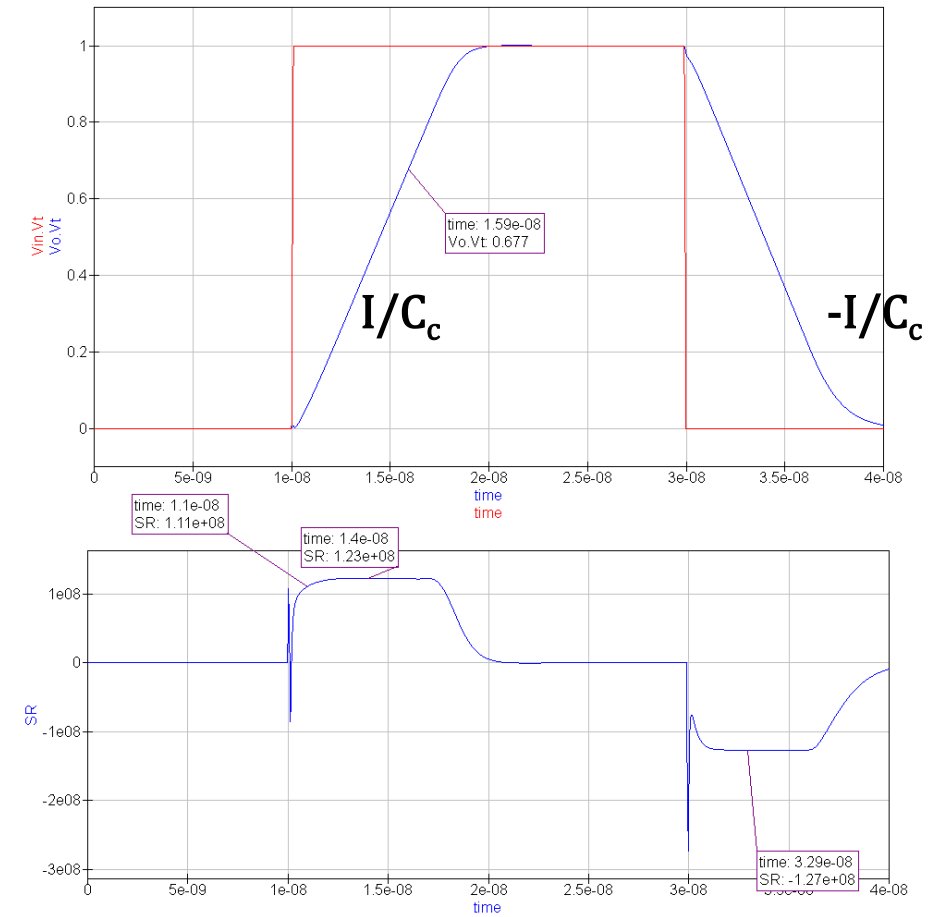 1
0.8
0.6
0.4
0.2
0
Vin.Vt
Vo.Vt
time: 1.59e-08
Vo.Vt: 0.677
I/Cc
-I/Cc
0 5e-09 1e-08 1.5e-08 2e-08 2.5e-08 3e-08 3.5e-08 4e-08
time
time
time: 1.1e-08
SR: 1.11e+08
time: 1.4e-08
SR: 1.23e+08
1e08
0
-1e08
-2e08
-3e08
SR
time: 3.29e-08
SR: -1.27e+08
0 5e-09 1e-08 1.5e-08 2e-08 2.5e-08 3e-08 4e-08
time